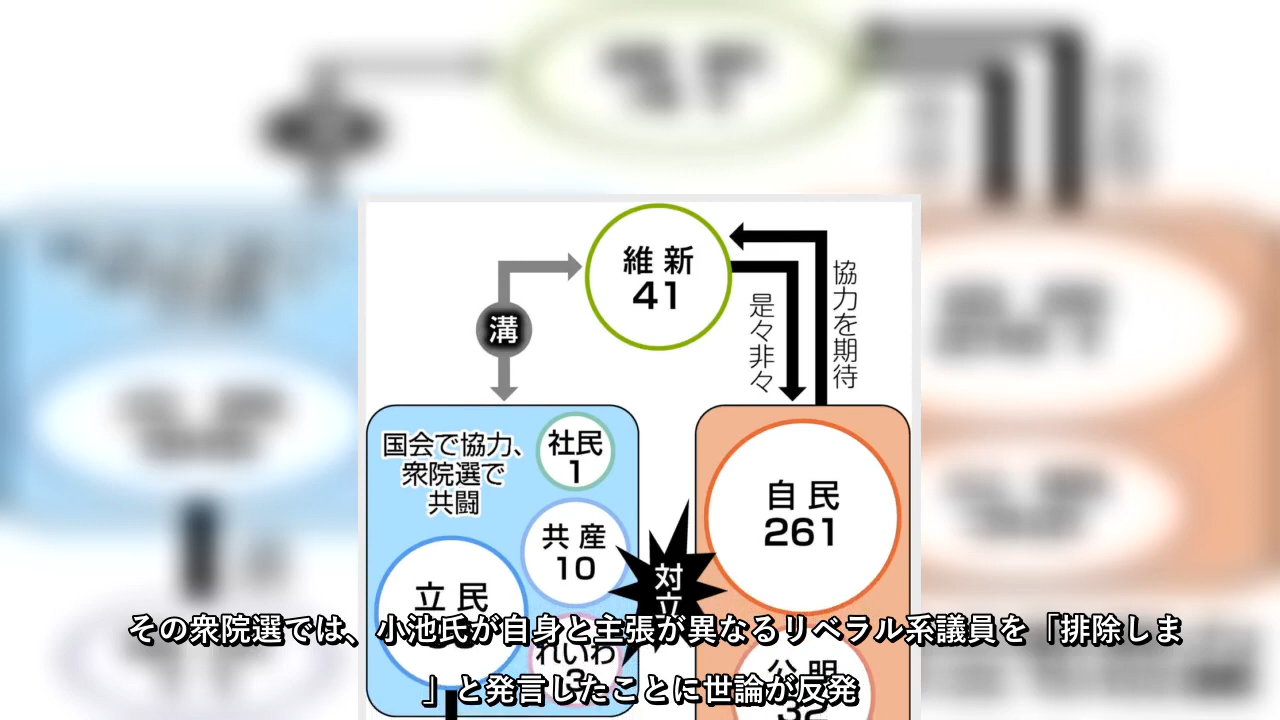 維新
41
溝
是々非々
協力を期待
国会で協力、
衆院選で
共闘
社民
1
共産
10
立民
れいわ
3
対立
自民
261
公明
32
その衆院選では、小池氏が自身と主張が異なるリベラル系議員を「排除しま
」と発言したことに世論が反発